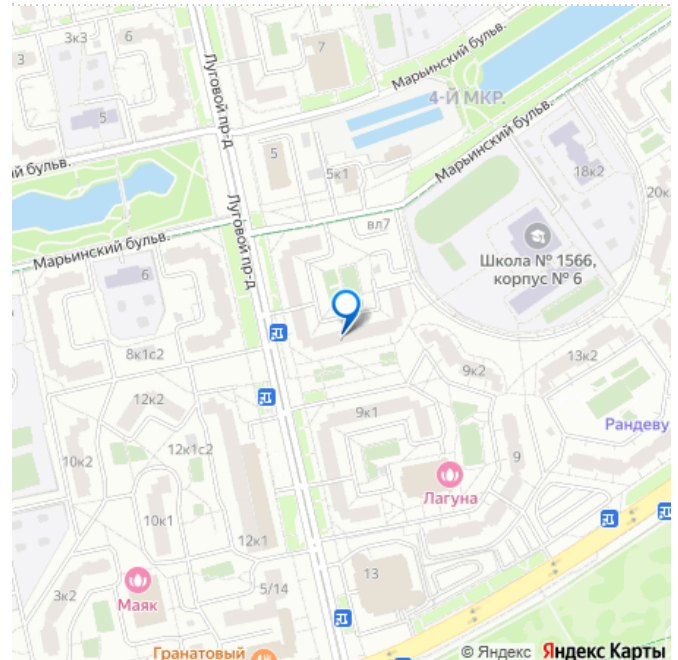 3к3
6
3
7
Марьинский бульв.
4-Й МКР.
Луговой пр-д
5
Марьинский бульв.
5
й бульв.
5к1
18к2
20к
Луговой пр-д
вл7
Марьинский бульв.
Школа № 1566,
корпус № 6
6
8к1с2
13к2
9к2
12к2
9к1
Рандеву
12к1с2
10к2
9
Лагуна
10к1
12к1
13
5/14
3к2
Маяк
Гранатовый
© Яндекс Яндекс Карты